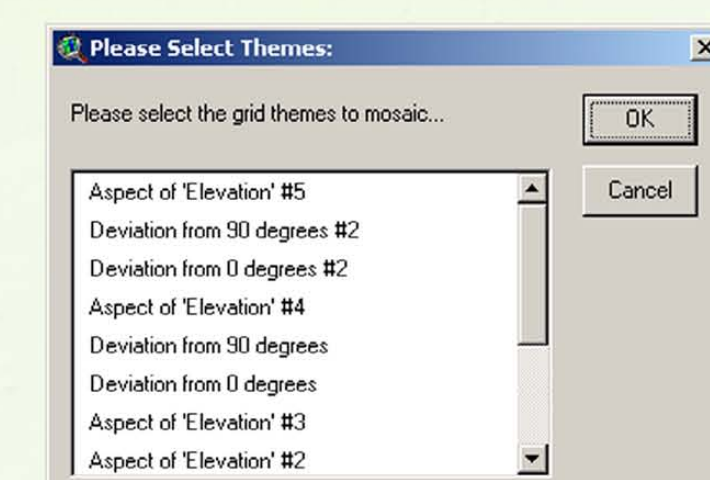 Please Select Themes:
Please select the grid themes to mosaic...
OK
Cancel
Aspect of 'Elevation' #5
Deviation from 90 degrees #2
Deviation from 0 degrees #2
Aspect of 'Elevation' #4
Deviation from 90 degrees
Deviation from 0 degrees
Aspect of 'Elevation' #3
Aspect of 'Elevation' #2